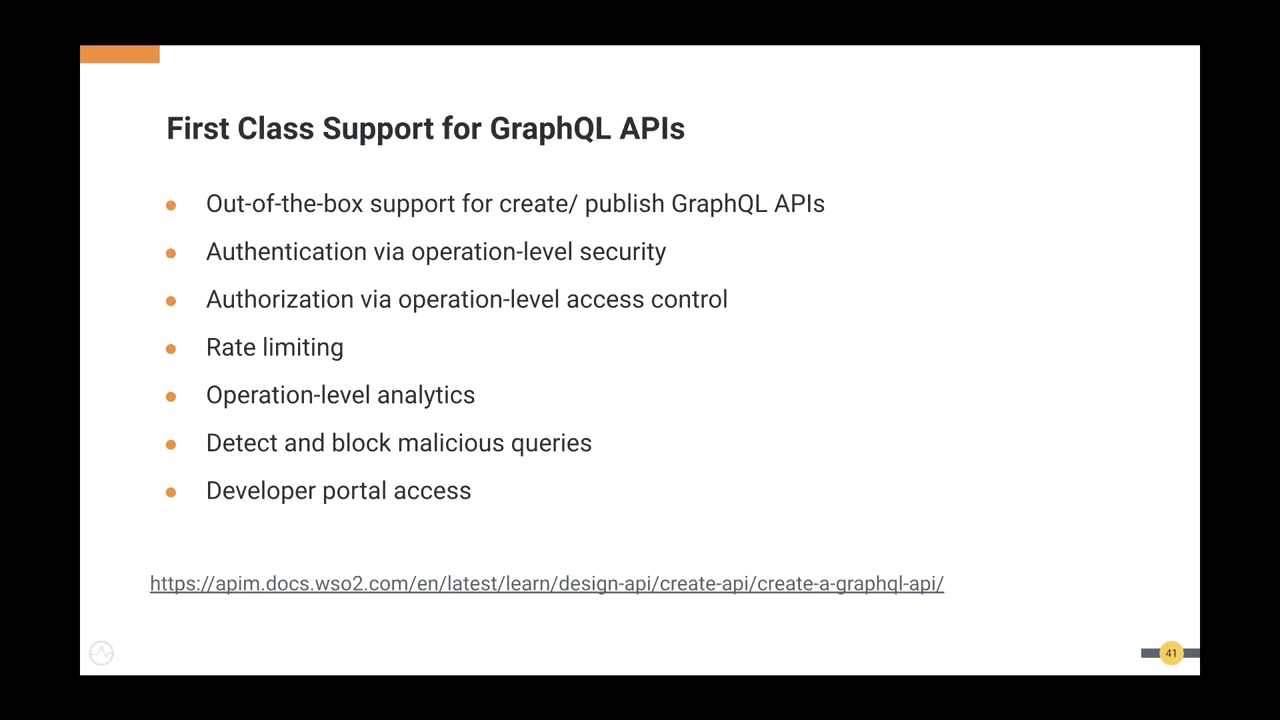 First Class Support for GraphQL APIs
Out-of-the-box support for create/ publish GraphQL APIs
Authentication via operation-level security
Authorization via operation-level access control
Rate limiting
Operation-level analytics
Detect and block malicious queries
Developer portal access
https://apim.docs.wso2.com/en/latest/learn/design-api/create-api/create-a-graphql-api/
41